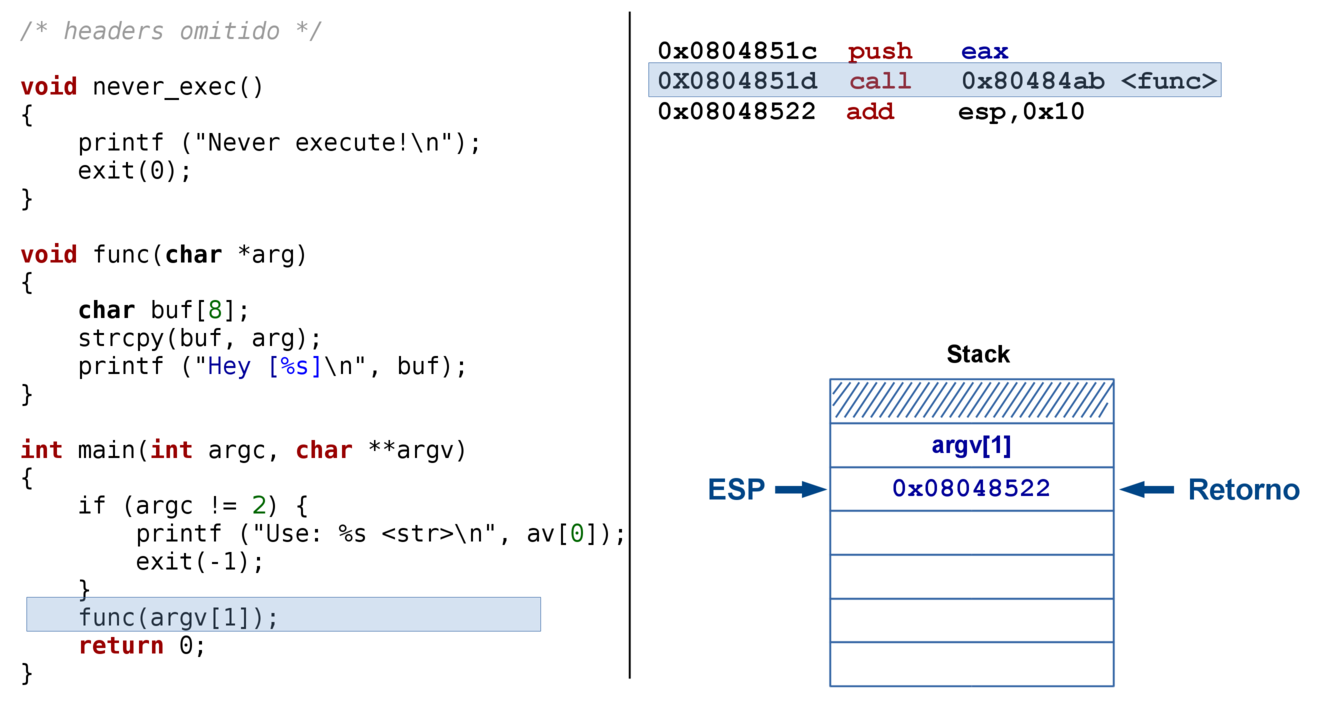 /* headers omitido */
void never_exec()
{
    printf ("Never execute!\n");
    exit(0);
}
void func(char *arg)
{
    char buf[8];
    strcpy(buf, arg);
    printf ("Hey [%s]\n", buf);
}
int main(int argc, char **argv)
{
    if (argc != 2) {
        printf ("Use: %s <str>\n", av[0]);
        exit(-1);
    }
    func(argv[1]);
    return 0;
}
0x0804851c push eax
0X0804851d call 0x80484ab <func>
0x08048522 add esp,0x10
Stack
argv[1]
ESP 0x08048522 Retorno